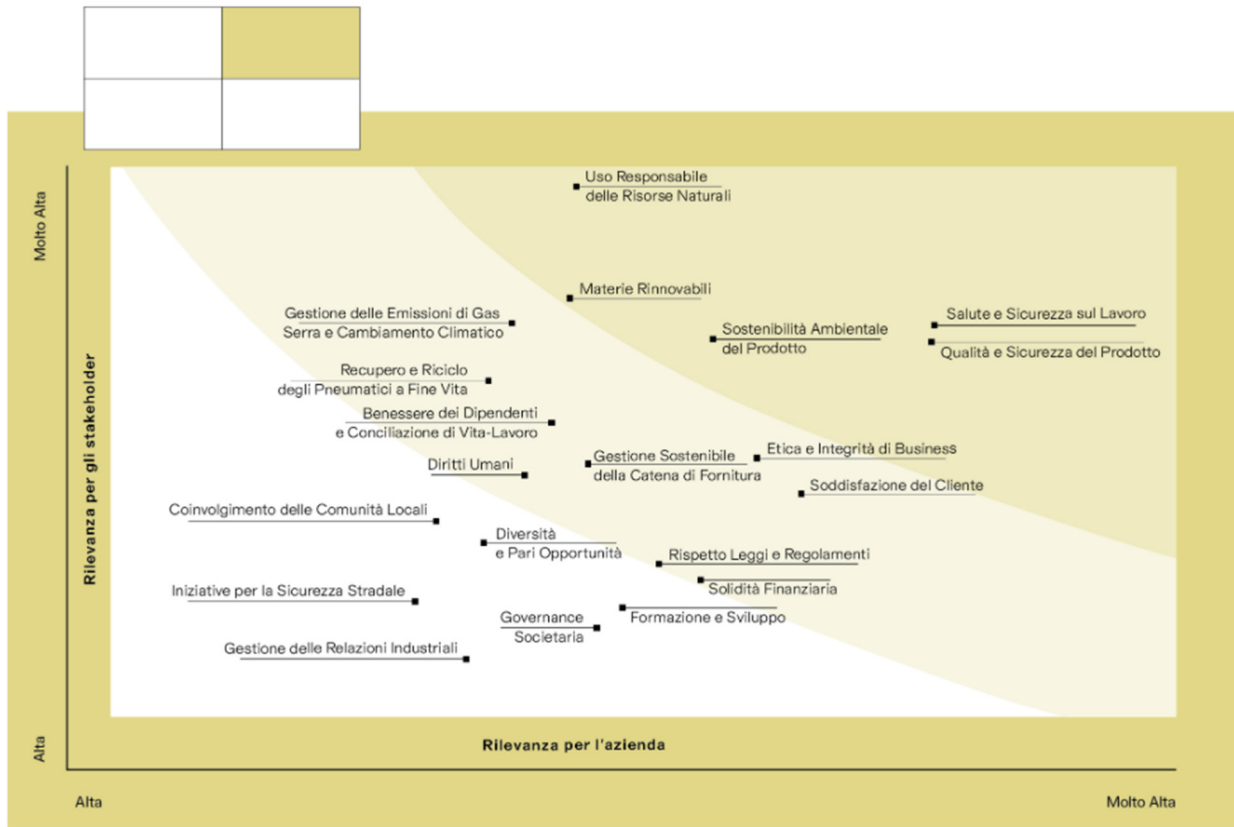 Molto Alta
Uso Responsabile
delle Risorse Naturali
Materie Rinnovabili
Gestione delle Emissioni di Gas
Serra e Cambiamento Climatico
Salute e Sicurezza sul Lavoro
Sostenibilità Ambientale
del Prodotto
Qualità e Sicurezza del Prodotto
Recupero e Riciclo
degli Pneumatici a Fine Vita
Benessere dei Dipendenti
e Conciliazione di Vita-Lavoro
Etica e Integrità di Business
Gestione Sostenibile
della Catena di Fornitura
Diritti Umani
Soddisfazione del Cliente
Rilevanza per gli stakeholder
Coinvolgimento delle Comunità Locali
Diversità
e Pari Opportunità
Rispetto Leggi e Regolamenti
Solidità Finanziaria
Iniziative per la Sicurezza Stradale
Governance
Societaria
Formazione e Sviluppo
Gestione delle Relazioni Industriali
Alta
Rilevanza per l'azienda
Alta
Molto Alta